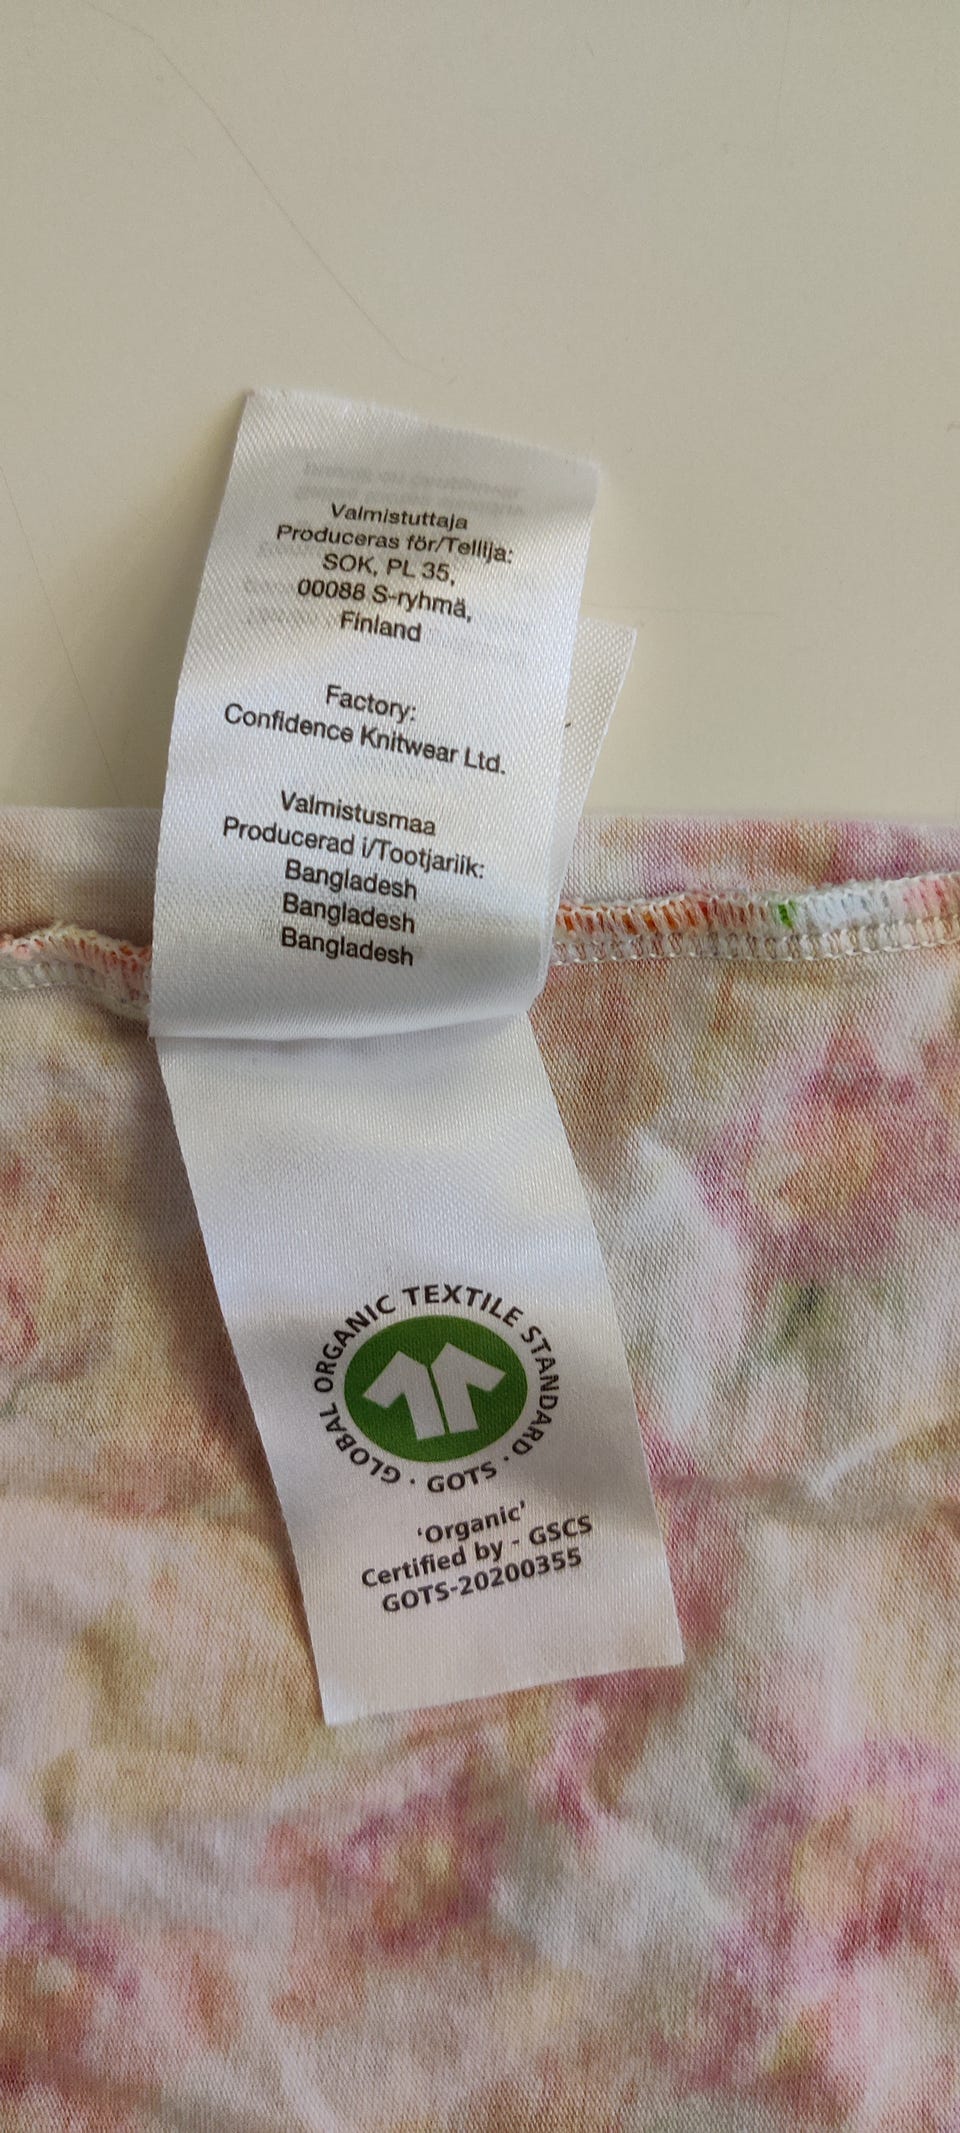 Valmistuttaja
Produceras för/Tellija:
SOK, PL 35,
00088 S-ryhmä,
Finland
Factory:
Confidence Knitwear Ltd.
Valmistusmaa
Producerad i/Tootjariik:
Bangladesh
Bangladesh
Bangladesh
GLOBAL ORGANIC TEXTILE STANDARD · GOTS ·
‘Organic’
Certified by - GSCS
GOTS-20200355